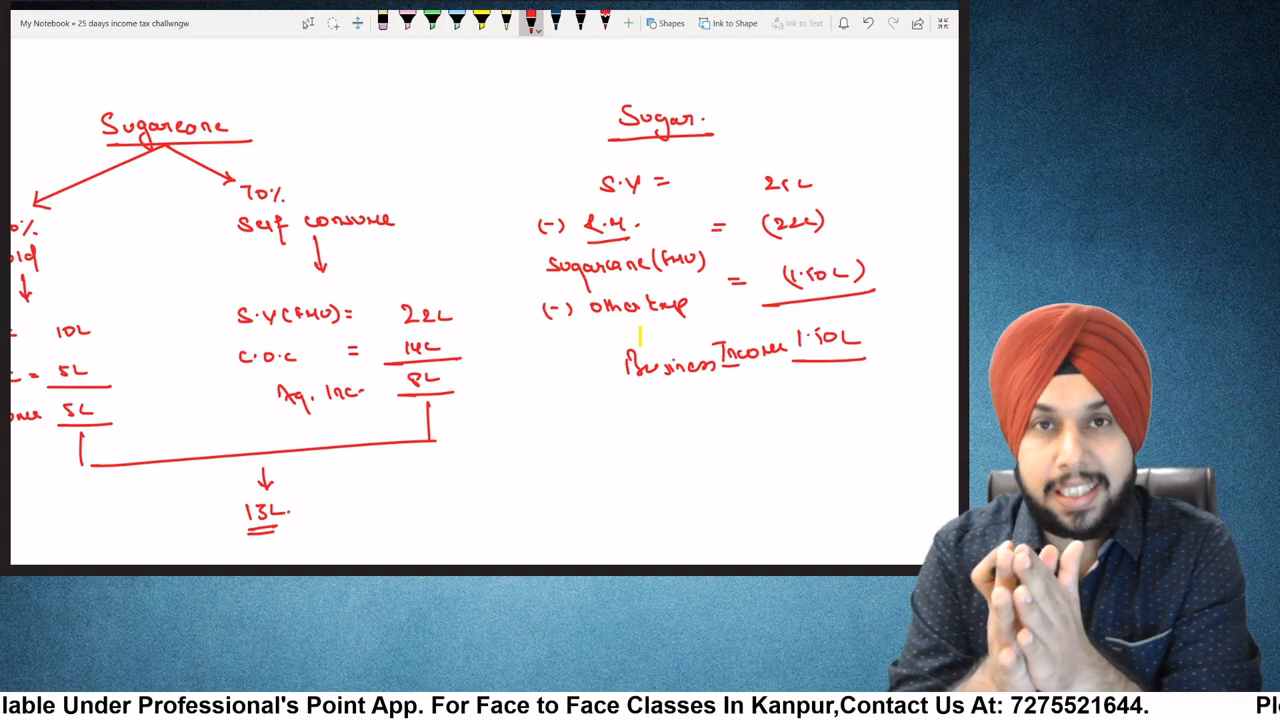 My Notebook » 25 daays income tax challwngw
Shapes
Ink to Shape
Ink to Text
Sugarcane
0%
old
10L
= 5L
5L
70%
Self consume
S.V(FMV) = 22L
C.O.C = 14L
Ag. Inc. 8L
13L.
Sugar.
S.V = 25L
(-) R.M. = (22L)
Sugarcane (FMV)
(-) Other Exp = (1.50L)
Business Income 1.50L
lable Under Professional's Point App. For Face to Face Classes In Kanpur,Contact Us At: 7275521644.
Pl